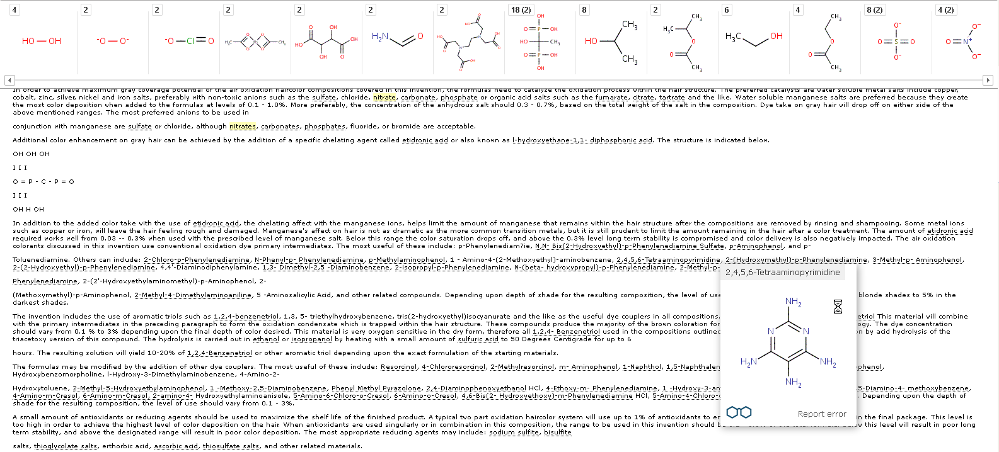 4 2 2 2 2 2 2 18 (2) 8 2 6 4 8 (2) 4 (2)
In order to achieve maximum gray coverage potential of the air oxidation haircolor compositions covered in this invention, the formulas need to catalyze the oxidation process within the hair structure. The preferred catalysts are water soluble metal salts include copper,
cobalt, zinc, silver, nickel and iron salts, preferably with non-toxic anions such as the sulfate, chloride, nitrate, carbonate, phosphate or organic acid salts such as the fumarate, citrate, tartrate and the like. Water soluble manganese salts are preferred because they create
the most color deposition when added to the formulas at levels of 0.1 - 1.0%. More preferably, the concentration of the anhydrous salt should 0.3 - 0.7%, based on the total weight of the salt in the composition. Dye take on gray hair will drop off on either side of the
above mentioned ranges. The most preferred anions to be used in
conjunction with manganese are sulfate or chloride, although nitrates, carbonates, phosphates, fluoride, or bromide are acceptable.
Additional color enhancement on gray hair can be achieved by the addition of a specific chelating agent called etidronic acid or also known as l-hydroxyethane-1,1- diphosphonic acid. The structure is indicated below.
OH OH OH
I I I
O = P - C - P = O
I I I
OH H OH
In addition to the added color take with the use of etidronic acid, the chelating affect with the manganese ions, helps limit the amount of manganese that remains within the hair structure after the compositions are removed by rinsing and shampooing. Some metal ions
such as copper or iron, will leave the hair feeling rough and damaged. Manganese's affect on hair is not as dramatic as the more common transition metals, but it is still prudent to limit the amount remaining in the hair after a color treatment. The amount of etidronic acid
required works well from 0.03 -- 0.3% when used with the prescribed level of manganese salt. Below this range the color saturation drops off, and above the 0.3% level long term stability is compromised and color delivery is also negatively impacted. The air oxidation
colorants discussed in this invention use conventional oxidation dye primary intermediates. The most useful of these include: p-Phenylenediam?ie, N,N- Bis(2-Hydroxyethyl)-p-Phenylenediamine Sulfate, p-Aminophenol, and p-
Toluenediamine. Others can include: 2-Chloro-p-Phenylenediamine, N-Phenyl-p- Phenylenediamine, p-Methylaminophenol, 1 - Amino-4-(2-Methoxyethyl)-aminobenzene, 2,4,5,6-Tetraaminopyrimidine, 2-(Hydroxymethyl)-p-Phenylenediamine, 3-Methyl-p- Aminophenol,
2-(2-Hydroxyethyl)-p-Phenylenediamine, 4,4'-Diaminodiphenylamine, 1,3- Dimethyl-2,5 -Diaminobenzene, 2-isopropyl-p-Phenylenediamine, N-(beta- hydroxypropyl)-p-Phenylenediamine, 2-Methyl-p-
Phenylenediamine, 2-(2'-Hydroxyethylaminomethyl)-p-Aminophenol, 2-
(Methoxymethyl)-p-Aminophenol, 2-Methyl-4-Dimethylaminoaniline, 5 -Aminosalicylic Acid, and other related compounds. Depending upon depth of shade for the resulting composition, the level of use blonde shades to 5% in the
darkest shades.
The invention includes the use of aromatic triols such as 1,2,4-benzenetriol, 1,3, 5- triethylhydroxybenzene, tris(2-hydroxyethyl)isocyanurate and the like as the useful dye couplers in all compositions. etriol This material will combine
with the primary intermediates in the preceding paragraph to form the oxidation condensate which is trapped within the hair structure. These compounds produce the majority of the brown coloration for ogy. The dye concentration
should vary from 0.1 % to 3% depending upon the final depth of color desired. This material is very oxygen sensitive in the dry form, therefore all 1,2,4- Benzenetriol used in the compositions outlined n by acid hydrolysis of the
triacetoxy version of this compound. The hydrolysis is carried out in ethanol or isopropanol by heating with a small amount of sulfuric acid to 50 Degrees Centigrade for up to 6
hours. The resulting solution will yield 10-20% of 1,2,4-Benzenetriol or other aromatic triol depending upon the exact formulation of the starting materials.
The formulas may be modified by the addition of other dye couplers. The most useful of these include: Resorcinol, 4-Chlororesorcinol, 2-Methylresorcinol, m- Aminophenol, 1-Naphthol, 1,5-Naphthalen phenol,
Hydroxybenzomorpholine, l-Hydroxy-3-Dimethylaminobenzene, 4-Amino-2-
Hydroxytoluene, 2-Methyl-5-Hydroxyethylaminophenol, 1 -Methoxy-2,5-Diaminobenzene, Phenyl Methyl Pyrazolone, 2,4-Diaminophenoxyethanol HCl, 4-Ethoxy-m- Phenylenediamine, 1 -Hydroxy-3-am ,5-Diamino-4- methoxybenzene,
4-Amino-m-Cresol, 6-Amino-m-Cresol, 2-amino-4- Hydroxyethylaminoanisole, 5-Amino-6-Chloro-o-Cresol, 6-Amino-o-Cresol, 4,6-Bis(2- Hydroxyethoxy)-m-Phenylenediamine HCl, 5-Amino-4-Chloro- . Depending upon the depth of
shade for the resulting composition, the level of use should vary from 0.1 - 3%.
A small amount of antioxidants or reducing agents should be used to maximize the shelf life of the finished product. A typical two part oxidation haircolor system will use up to 1% of antioxidants to en in the final package. This level is
too high in order to achieve the highest level of color deposition on the hair. When antioxidants are used singularly or in combination in this composition, the range to be used in this invention should be this level will result in poor long
term stability, and above the designated range will result in poor color deposition. The most appropriate reducing agents may include: sodium sulfite, bisulfite
salts, thioglycolate salts, erthorbic acid, ascorbic acid, thiosulfate salts, and other related materials.
2,4,5,6-Tetraaminopyrimidine
NH2
N N
H2N NH2
NH2
Report error